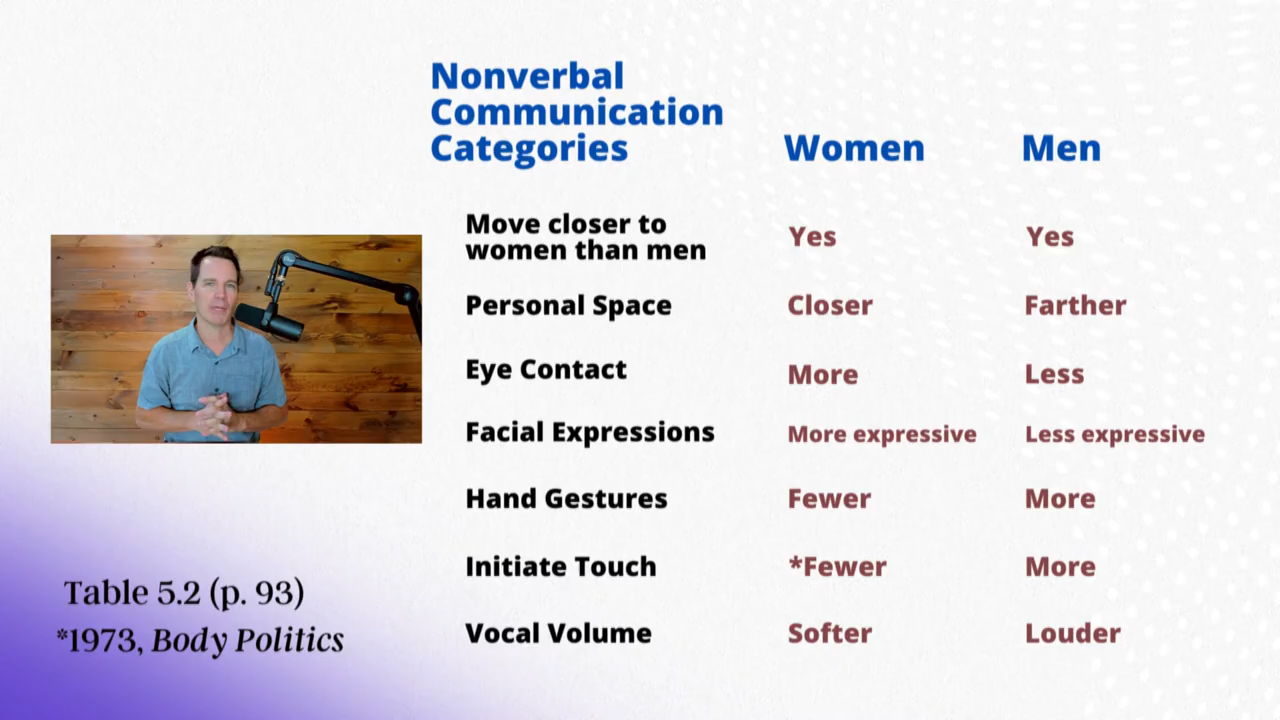 Nonverbal
Communication
Categories
Women
Men
Move closer to
women than men
Yes
Yes
Personal Space
Closer
Farther
Eye Contact
More
Less
Facial Expressions
More expressive
Less expressive
Hand Gestures
Fewer
More
Initiate Touch
*Fewer
More
Vocal Volume
Softer
Louder
Table 5.2 (p. 93)
*1973, Body Politics